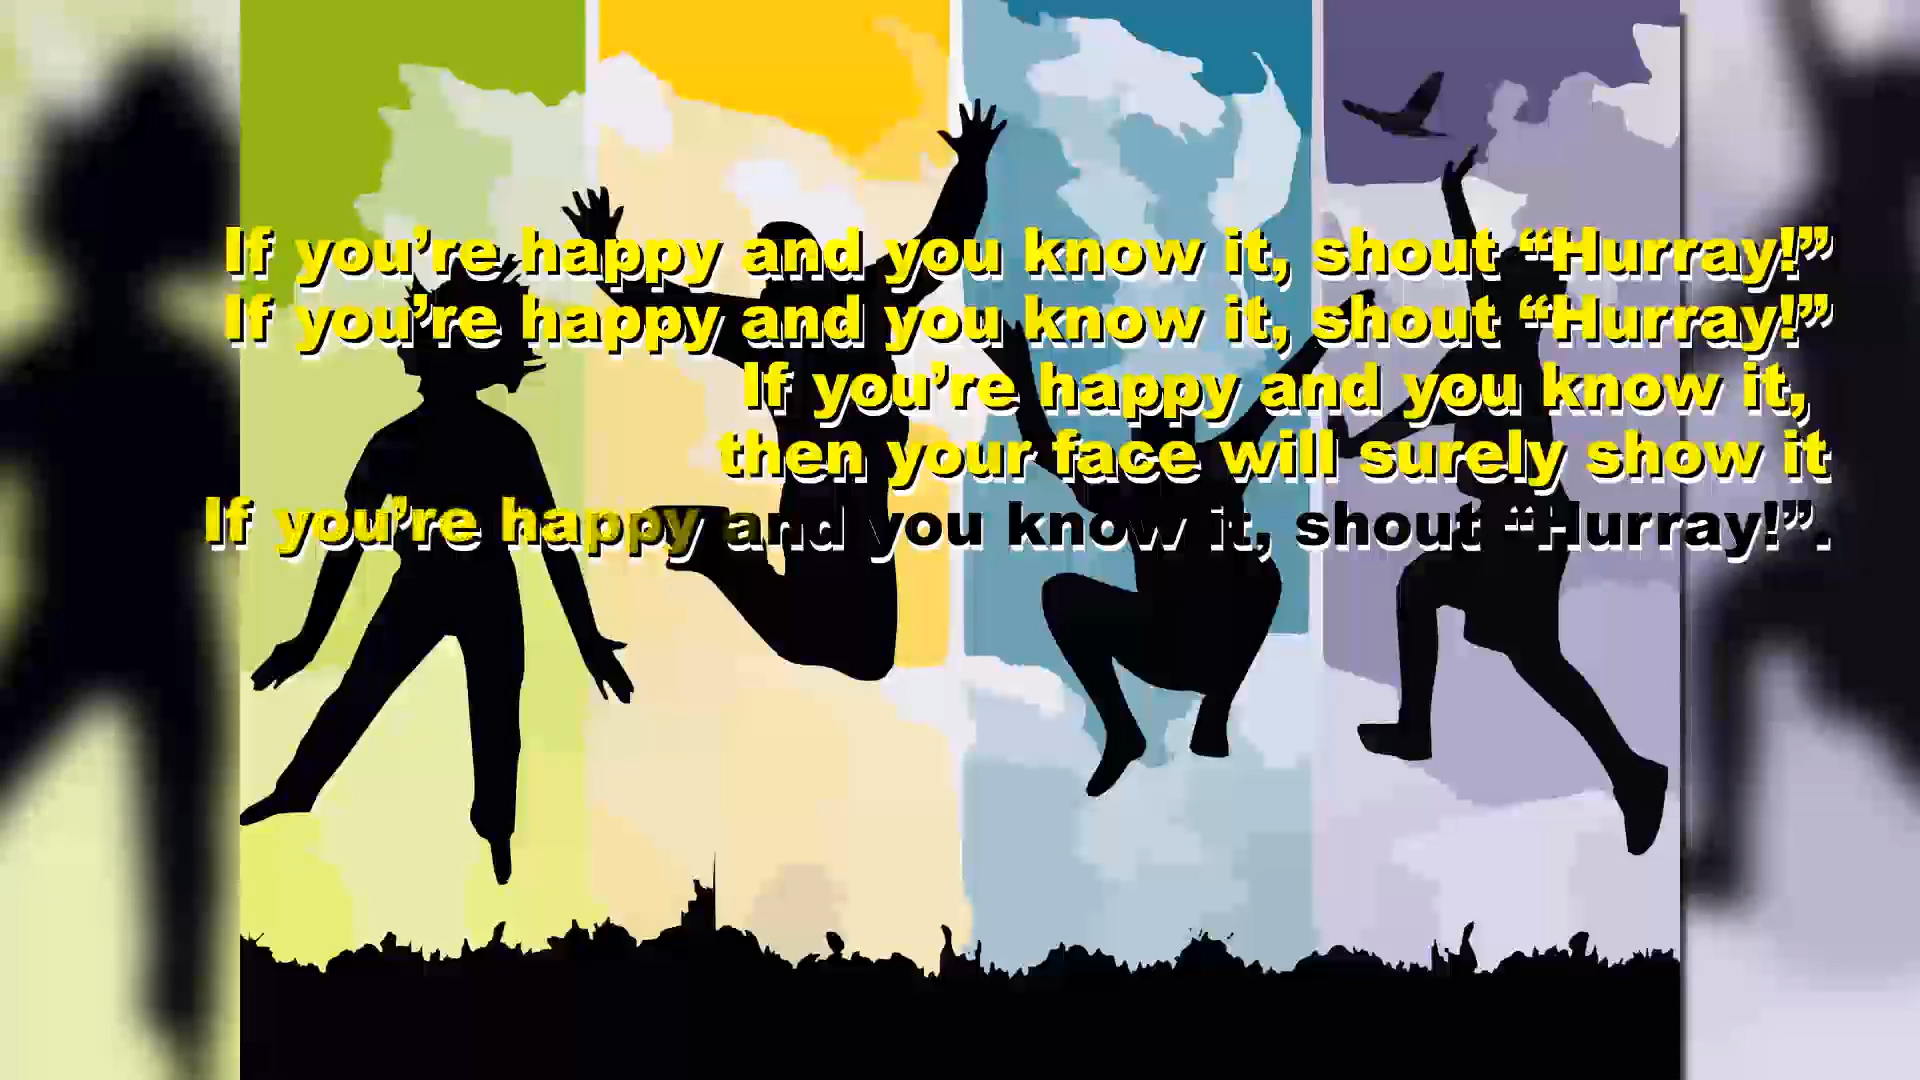 If you’re happy and you know it, shout “Hurray!”
If you’re happy and you know it, shout “Hurray!”
If you’re happy and you know it,
then your face will surely show it
If you’re happy and you know it, shout “Hurray!”.